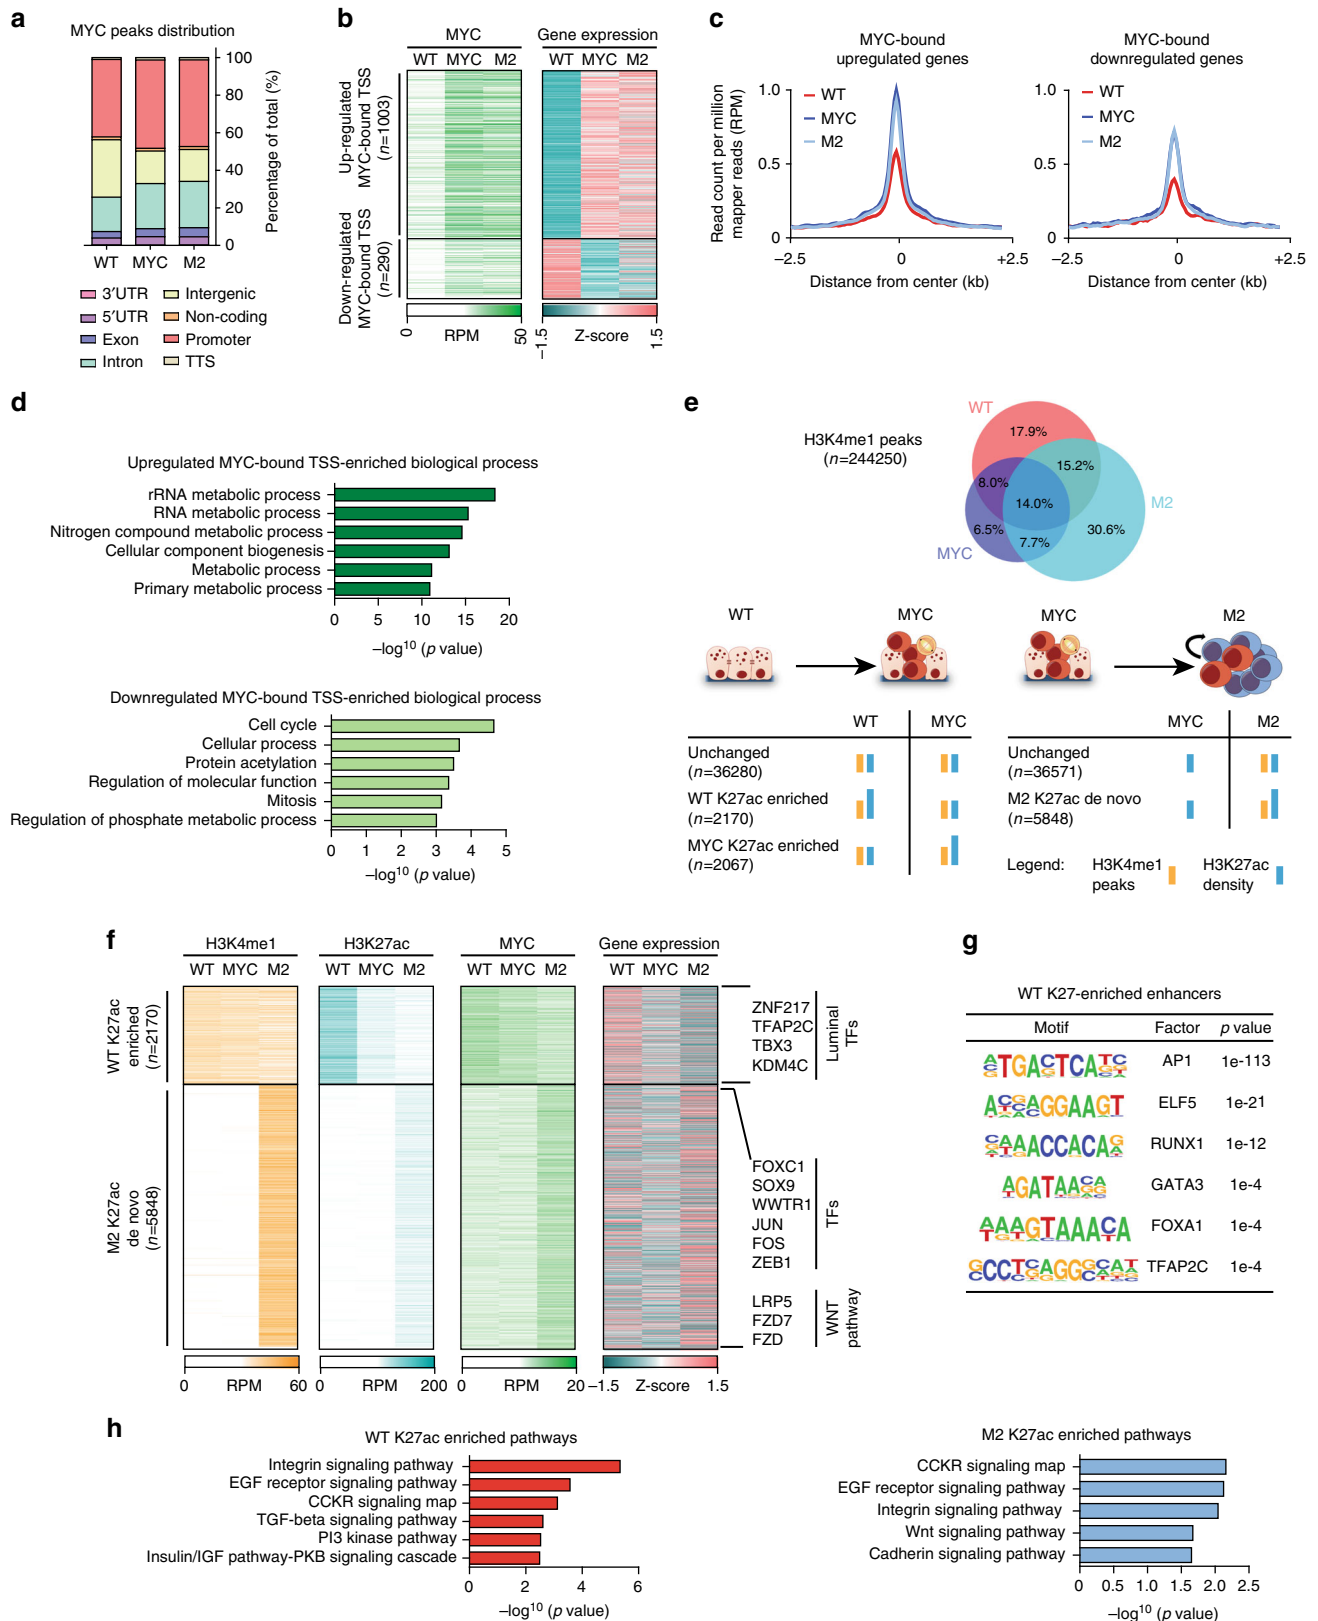 a
MYC peaks distribution
100
80
60
40
20
0
Percentage of total (%)
WT MYC M2
3′UTR
5′UTR
Exon
Intron
Intergenic
Non-coding
Promoter
TTS
b
MYC
Gene expression
WT MYC M2
WT MYC M2
Up-regulated
MYC-bound TSS
(n=1003)
Down-regulated
MYC-bound TSS
(n=290)
0 RPM 50
−1.5 Z-score 1.5
c
MYC-bound
upregulated genes
MYC-bound
downregulated genes
Read count per million
mapper reads (RPM)
1.0
0.5
0
WT
MYC
M2
−2.5 0 +2.5
Distance from center (kb)
1.0
0.5
0
WT
MYC
M2
−2.5 0 +2.5
Distance from center (kb)
d
Upregulated MYC-bound TSS-enriched biological process
rRNA metabolic process
RNA metabolic process
Nitrogen compound metabolic process
Cellular component biogenesis
Metabolic process
Primary metabolic process
0 5 10 15 20
−log10 (p value)
Downregulated MYC-bound TSS-enriched biological process
Cell cycle
Cellular process
Protein acetylation
Regulation of molecular function
Mitosis
Regulation of phosphate metabolic process
0 1 2 3 4 5
−log10 (p value)
e
H3K4me1 peaks
(n=244250)
WT
17.9%
15.2%
8.0%
14.0%
M2
6.5%
30.6%
7.7%
MYC
WT MYC
MYC M2
WT MYC
Unchanged
(n=36280)
WT K27ac enriched
(n=2170)
MYC K27ac enriched
(n=2067)
MYC M2
Unchanged
(n=36571)
M2 K27ac de novo
(n=5848)
Legend:
H3K4me1
peaks
H3K27ac
density
f
H3K4me1
H3K27ac
MYC
Gene expression
WT MYC M2
WT MYC M2
WT MYC M2
WT MYC M2
WT K27ac
enriched
(n=2170)
M2 K27ac
de novo
(n=5848)
ZNF217
TFAP2C
TBX3
KDM4C
Luminal
TFs
FOXC1
SOX9
WWTR1
JUN
FOS
ZEB1
TFs
LRP5
FZD7
FZD
WNT
pathway
0 RPM 60
0 RPM 200
0 RPM 20
−1.5 Z-score 1.5
g
WT K27-enriched enhancers
Motif Factor p value
AP1 1e-113
ELF5 1e-21
RUNX1 1e-12
GATA3 1e-4
FOXA1 1e-4
TFAP2C 1e-4
h
WT K27ac enriched pathways
Integrin signaling pathway
EGF receptor signaling pathway
CCKR signaling map
TGF-beta signaling pathway
PI3 kinase pathway
Insulin/IGF pathway-PKB signaling cascade
0 2 4 6
−log10 (p value)
M2 K27ac enriched pathways
CCKR signaling map
EGF receptor signaling pathway
Integrin signaling pathway
Wnt signaling pathway
Cadherin signaling pathway
0 0.5 1.0 1.5 2.0 2.5
−log10 (p value)